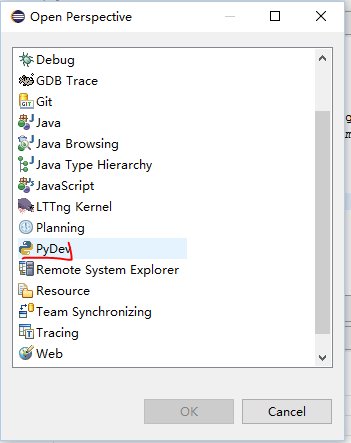 Open Perspective
Debug
GDB Trace
Git
Java
Java Browsing
Java Type Hierarchy
JavaScript
LTTng Kernel
Planning
PyDev
Remote System Explorer
Resource
Team Synchronizing
Tracing
Web
OK
Cancel